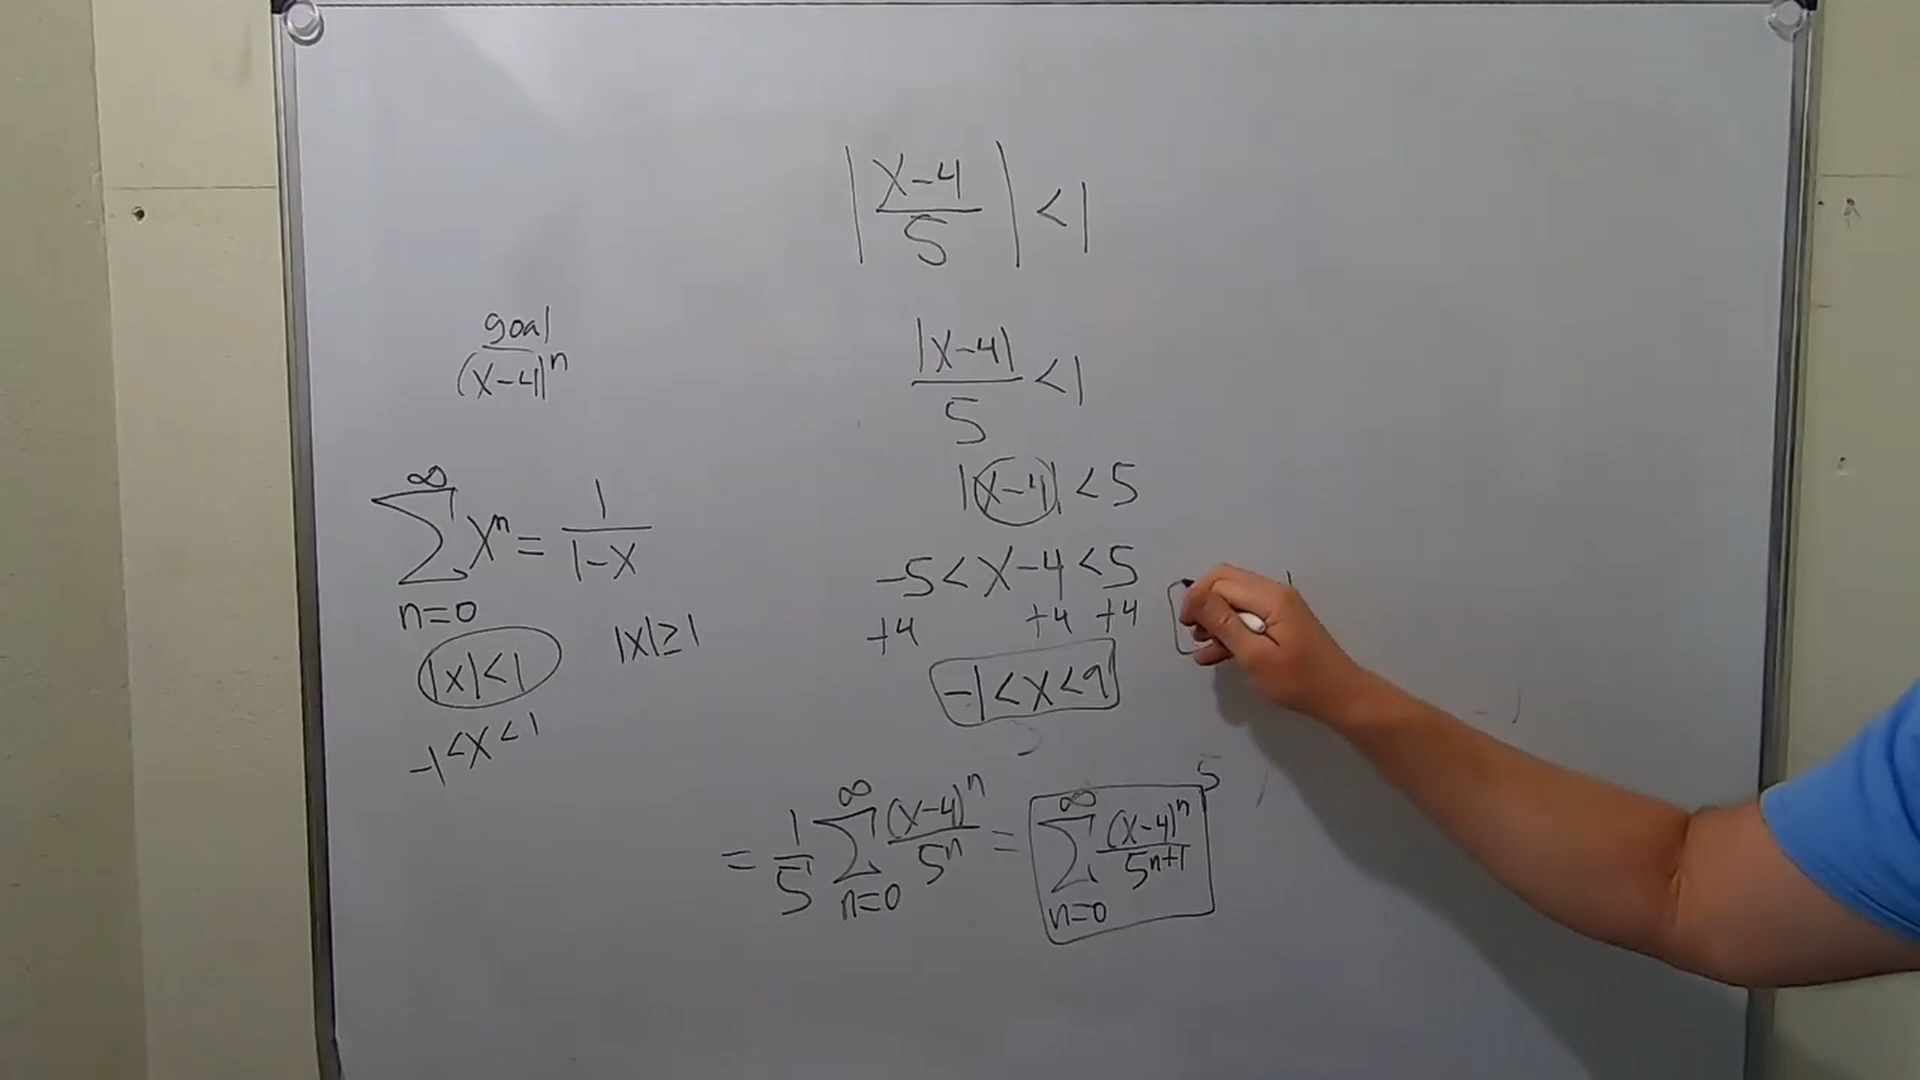 |x-4/5| < 1
goal
(x-4)^n
|x-4|/5 < 1
|x-4| < 5
∞
∑ x^n = 1/(1-x)
n=0
-5 < x-4 < 5
+4 +4 +4
|x|<1 |x|≥1
-1<x<9
-1<x<1
= 1/5 ∑_{n=0}^{∞} (x-4)^n/5^n = ∑_{n=0}^{∞} (x-4)^n/5^{n+1}
5